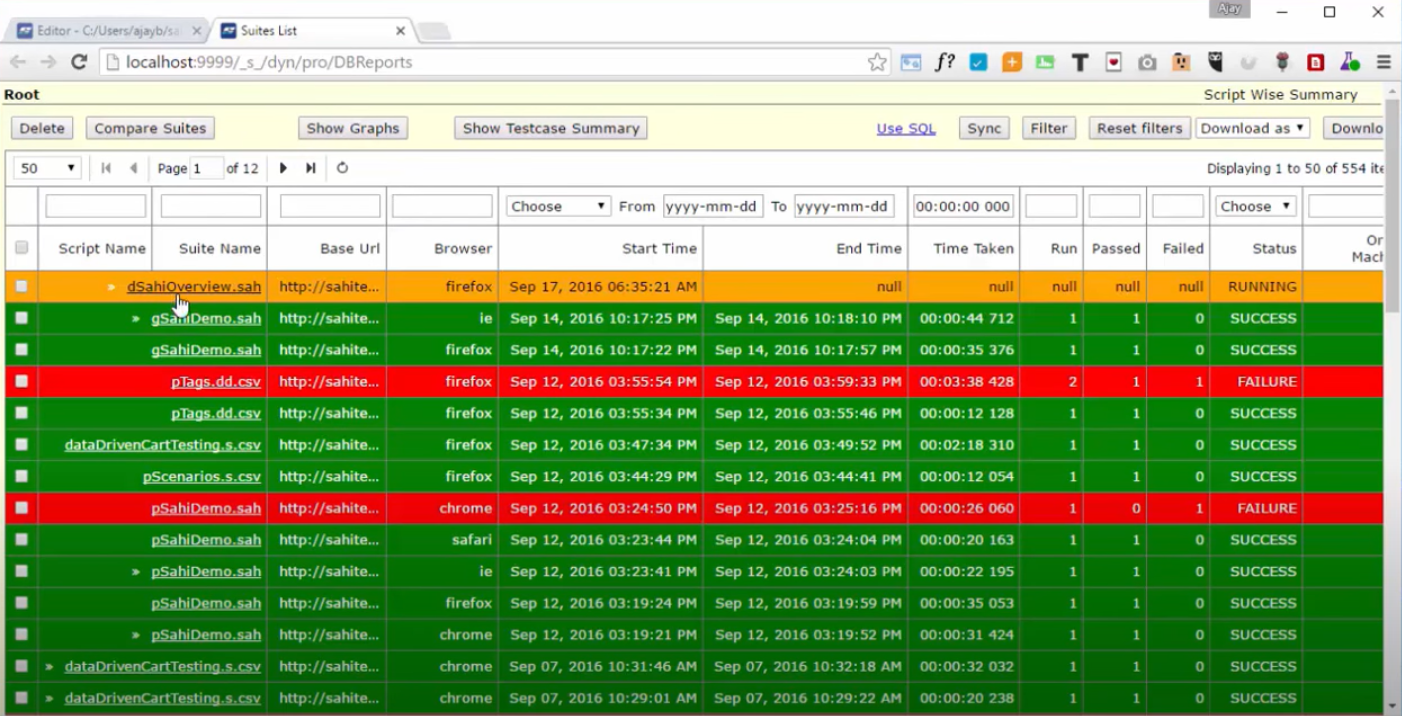 Ajay
Editor - C:/Users/ajayb/sa
Suites List
localhost:9999/_s_/dyn/pro/DBReports
f?
T
Root
Script Wise Summary
Delete Compare Suites Show Graphs Show Testcase Summary Use SQL Sync Filter Reset filters Download as Downlo
50 Page 1 of 12 Displaying 1 to 50 of 554 ite
Choose From yyyy-mm-dd To yyyy-mm-dd 00:00:00 000 Choose
Script Name Suite Name Base Url Browser Start Time End Time Time Taken Run Passed Failed Status Or
Mach
» dSahiOverview.sah http://sahite... firefox Sep 17, 2016 06:35:21 AM null null null null null RUNNING
» gSahiDemo.sah http://sahite... ie Sep 14, 2016 10:17:25 PM Sep 14, 2016 10:18:10 PM 00:00:44 712 1 1 0 SUCCESS
gSahiDemo.sah http://sahite... firefox Sep 14, 2016 10:17:22 PM Sep 14, 2016 10:17:57 PM 00:00:35 376 1 1 0 SUCCESS
pTags.dd.csv http://sahite... firefox Sep 12, 2016 03:55:54 PM Sep 12, 2016 03:59:33 PM 00:03:38 428 2 1 1 FAILURE
pTags.dd.csv http://sahite... firefox Sep 12, 2016 03:55:34 PM Sep 12, 2016 03:55:46 PM 00:00:12 128 1 1 0 SUCCESS
dataDrivenCartTesting.s.csv http://sahite... firefox Sep 12, 2016 03:47:34 PM Sep 12, 2016 03:49:52 PM 00:02:18 310 1 1 0 SUCCESS
pScenarios.s.csv http://sahite... firefox Sep 12, 2016 03:44:29 PM Sep 12, 2016 03:44:41 PM 00:00:12 054 1 1 0 SUCCESS
pSahiDemo.sah http://sahite... chrome Sep 12, 2016 03:24:50 PM Sep 12, 2016 03:25:16 PM 00:00:26 060 1 0 1 FAILURE
pSahiDemo.sah http://sahite... safari Sep 12, 2016 03:23:44 PM Sep 12, 2016 03:24:04 PM 00:00:20 163 1 1 0 SUCCESS
» pSahiDemo.sah http://sahite... ie Sep 12, 2016 03:23:41 PM Sep 12, 2016 03:24:03 PM 00:00:22 195 1 1 0 SUCCESS
pSahiDemo.sah http://sahite... firefox Sep 12, 2016 03:19:24 PM Sep 12, 2016 03:19:59 PM 00:00:35 053 1 1 0 SUCCESS
» pSahiDemo.sah http://sahite... chrome Sep 12, 2016 03:19:21 PM Sep 12, 2016 03:19:52 PM 00:00:31 424 1 1 0 SUCCESS
» dataDrivenCartTesting.s.csv http://sahite... chrome Sep 07, 2016 10:31:46 AM Sep 07, 2016 10:32:18 AM 00:00:32 032 1 1 0 SUCCESS
» dataDrivenCartTesting.s.csv http://sahite... chrome Sep 07, 2016 10:29:01 AM Sep 07, 2016 10:29:22 AM 00:00:20 238 1 1 0 SUCCESS